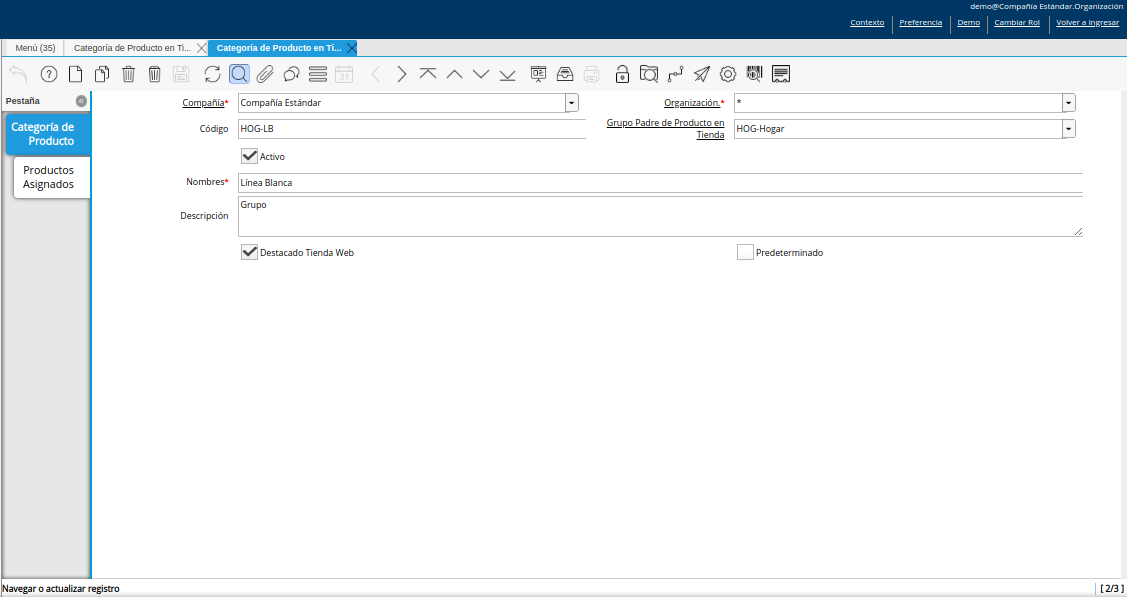 demo@Compañía Estándar.Organización
Contexto Preferencia Demo Cambiar Rol Volver a Ingresar
Menú (35) Categoría de Producto en Ti... Categoría de Producto en Ti...
31
Pestaña
Categoría de
Producto
Productos
Asignados
Compañía* Compañía Estándar Organización.* *
Código HOG-LB Grupo Padre de Producto en
Tienda HOG-Hogar
Activo
Nombres* Línea Blanca
Descripción Grupo
Destacado Tienda Web Predeterminado
Navegar o actualizar registro [ 2/3 ]